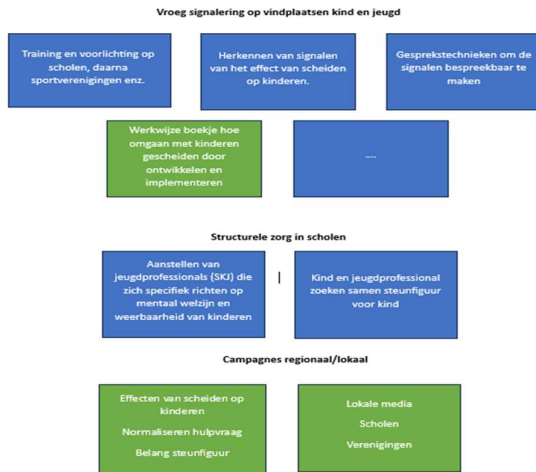 Vroeg signalering op vindplaatsen kind en jeugd
Training en voorlichting op
scholen, daarna
sportverenigingen enz.
Herkennen van signalen
van het effect van scheiden
op kinderen.
Gesprekstechnieken om de
signalen bespreekbaar te
maken
Werkwijze boekje hoe
omgaan met kinderen
gescheiden door
ontwikkelen en
implementeren
....
Structurele zorg in scholen
Aanstellen van
jeugdprofessionals (SKJ) die
zich specifiek richten op
mentaal welzijn en
weerbaarheid van kinderen
|
Kind en jeugdprofessional
zoeken samen steunfiguur
voor kind
Campagnes regionaal/lokaal
Effecten van scheiden op
kinderen
Normaliseren hulpvraag
Belang steunfiguur
Lokale media
Scholen
Verenigingen